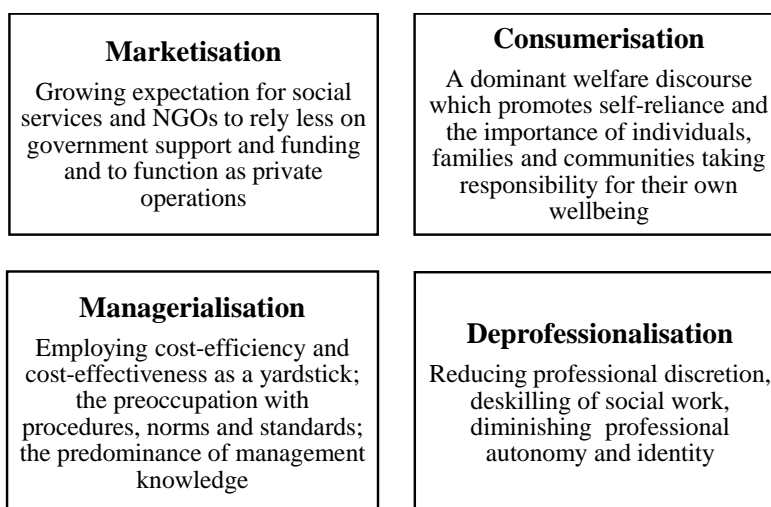 Marketisation
Growing expectation for social
services and NGOs to rely less on
government support and funding
and to function as private
operations
Consumerisation
A dominant welfare discourse
which promotes self-reliance and
the importance of individuals,
families and communities taking
responsibility for their own
wellbeing
Managerialisation
Employing cost-efficiency and
cost-effectiveness as a yardstick;
the preoccupation with
procedures, norms and standards;
the predominance of management
knowledge
Deprofessionalisation
Reducing professional discretion,
deskilling of social work,
diminishing professional
autonomy and identity